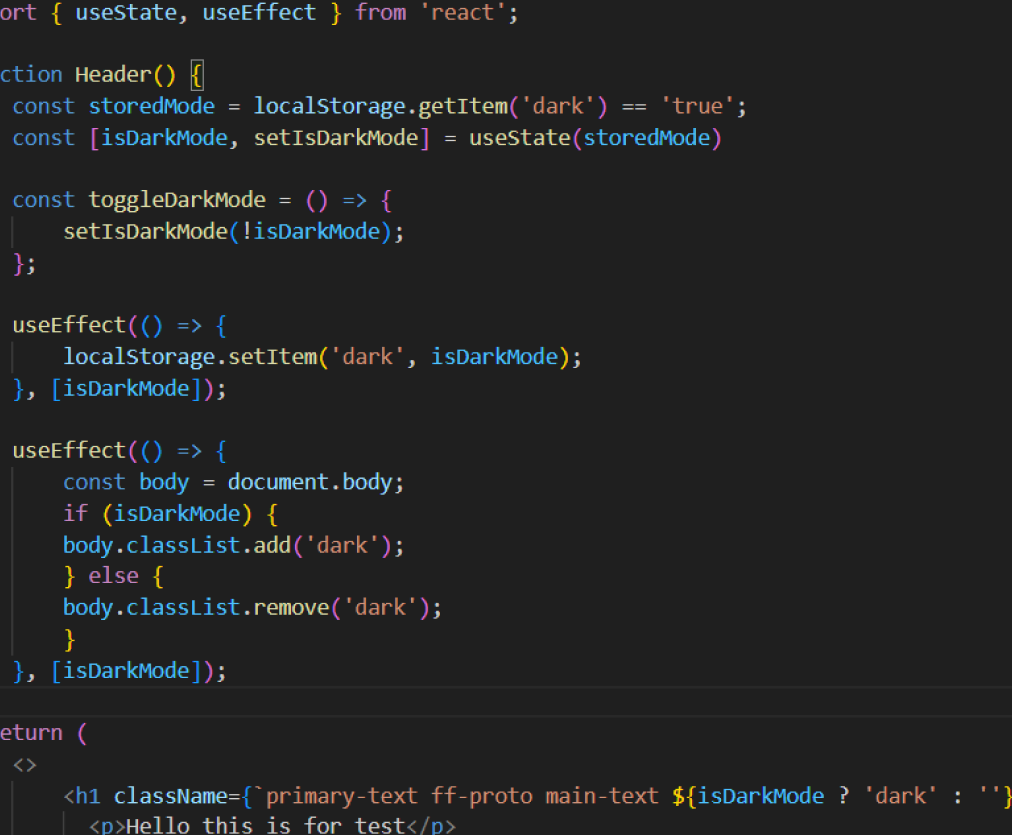 ort { useState, useEffect } from 'react';
ction Header() {
const storedMode = localStorage.getItem('dark') == 'true';
const [isDarkMode, setIsDarkMode] = useState(storedMode)
const toggleDarkMode = () => {
setIsDarkMode(!isDarkMode);
};
useEffect(() => {
localStorage.setItem('dark', isDarkMode);
}, [isDarkMode]);
useEffect(() => {
const body = document.body;
if (isDarkMode) {
body.classList.add('dark');
} else {
body.classList.remove('dark');
}
}, [isDarkMode]);
eturn (
<>
<h1 className={`primary-text ff-proto main-text ${isDarkMode ? 'dark' : ''}
<p>Hello this is for test</p>